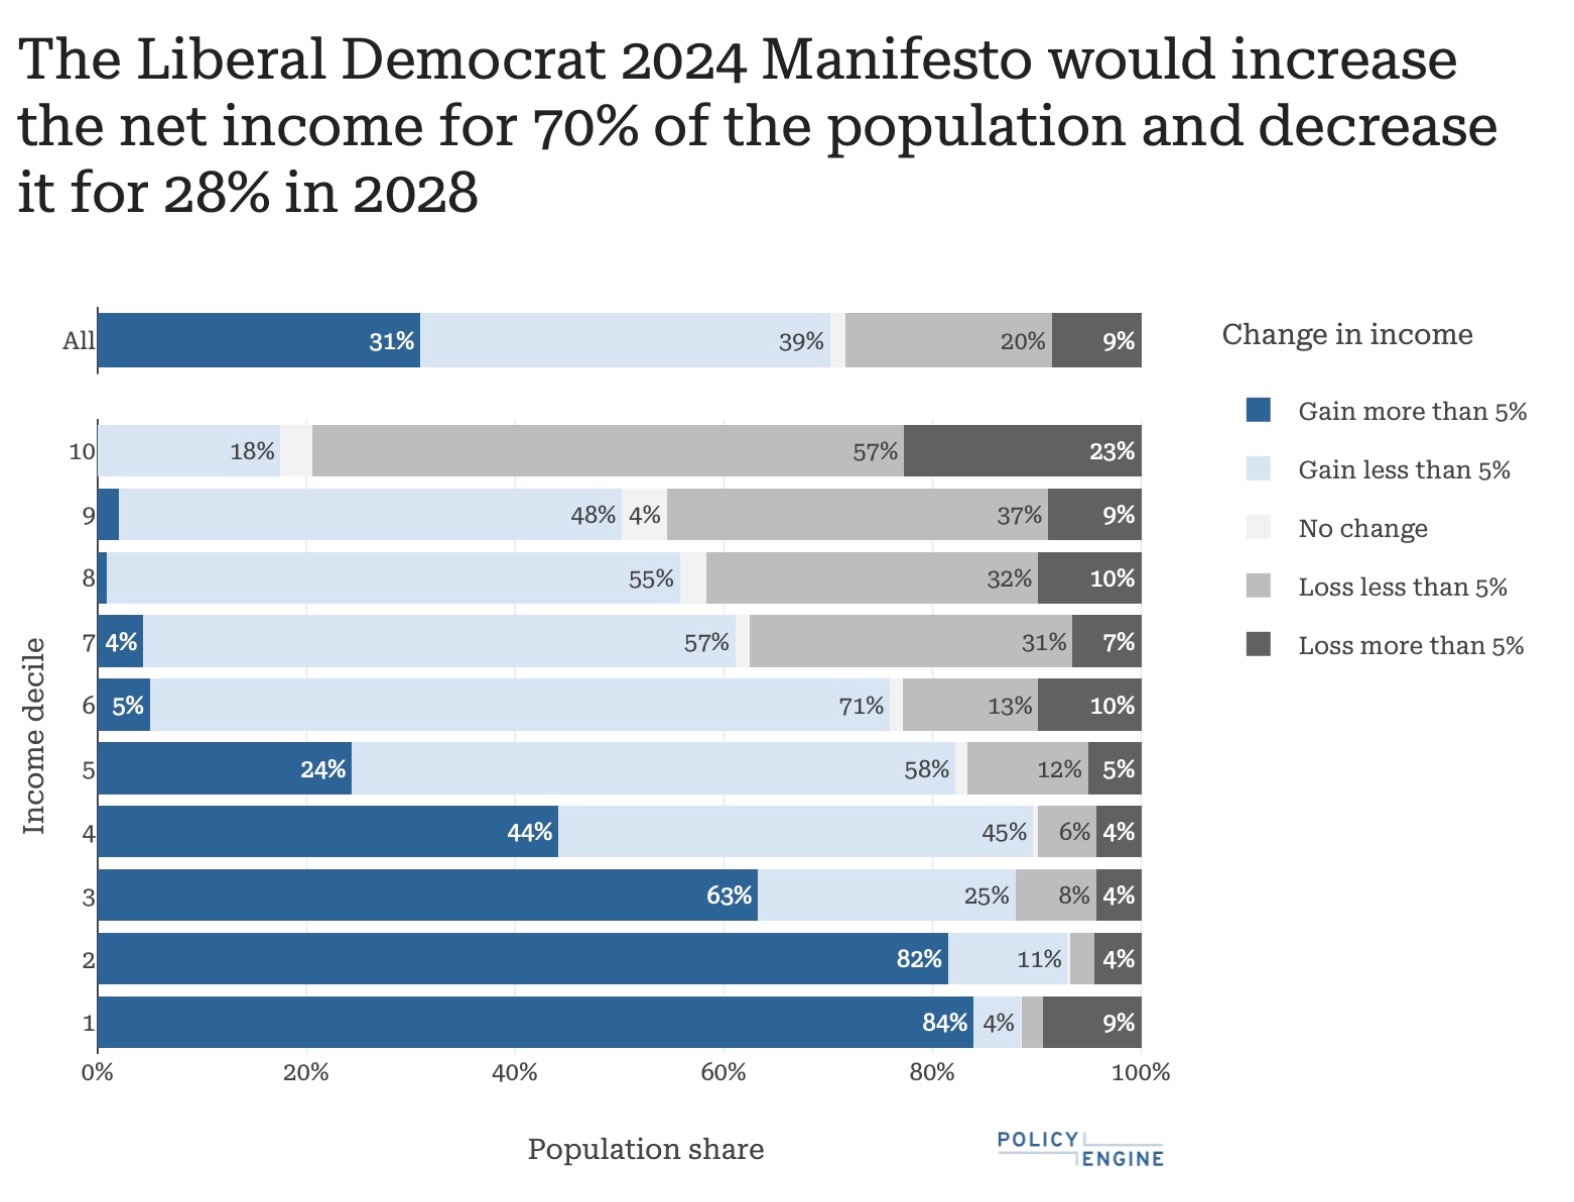 The Liberal Democrat 2024 Manifesto would increase
the net income for 70% of the population and decrease
it for 28% in 2028
All 31% 39% 20% 9%
Change in income
Gain more than 5%
Gain less than 5%
No change
Loss less than 5%
Loss more than 5%
Income decile
10 18% 57% 23%
9 48% 4% 37% 9%
8 55% 32% 10%
7 4% 57% 31% 7%
6 5% 71% 13% 10%
5 24% 58% 12% 5%
4 44% 45% 6% 4%
3 63% 25% 8% 4%
2 82% 11% 4%
1 84% 4% 9%
0% 20% 40% 60% 80% 100%
Population share
POLICY
ENGINE